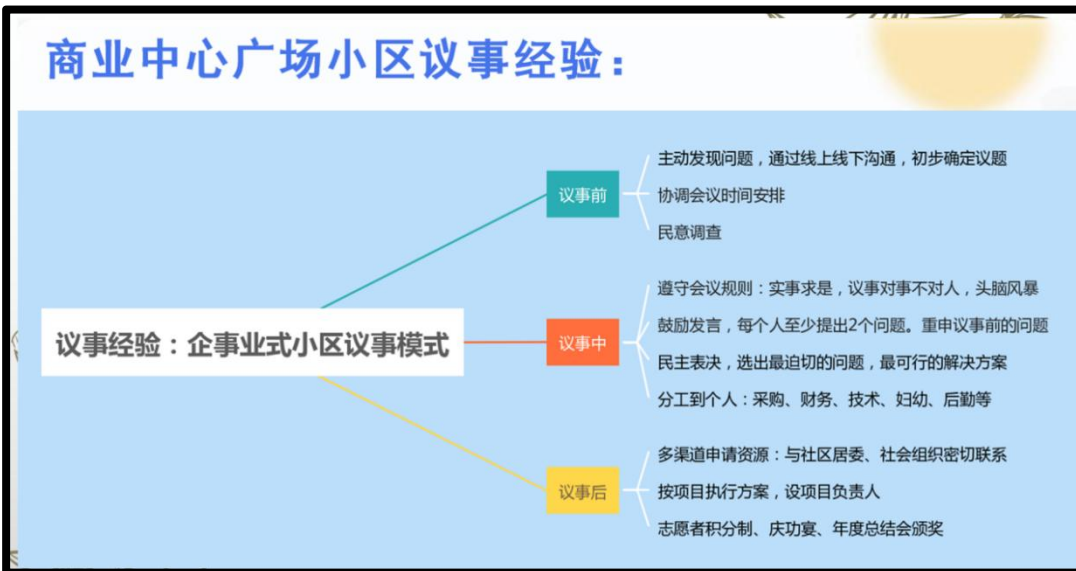 商业中心广场小区议事经验：
议事经验：企事业式小区议事模式
议事前
主动发现问题，通过线上线下沟通，初步确定议题
协调会议时间安排
民意调查
议事中
遵守会议规则：实事求是，议事对事不对人，头脑风暴
鼓励发言，每个人至少提出2个问题。重申议事前的问题
民主表决，选出最迫切的问题，最可行的解决方案
分工到个人：采购、财务、技术、妇幼、后勤等
议事后
多渠道申请资源：与社区居委、社会组织密切联系
按项目执行方案，设项目负责人
志愿者积分制、庆功宴、年度总结会颁奖